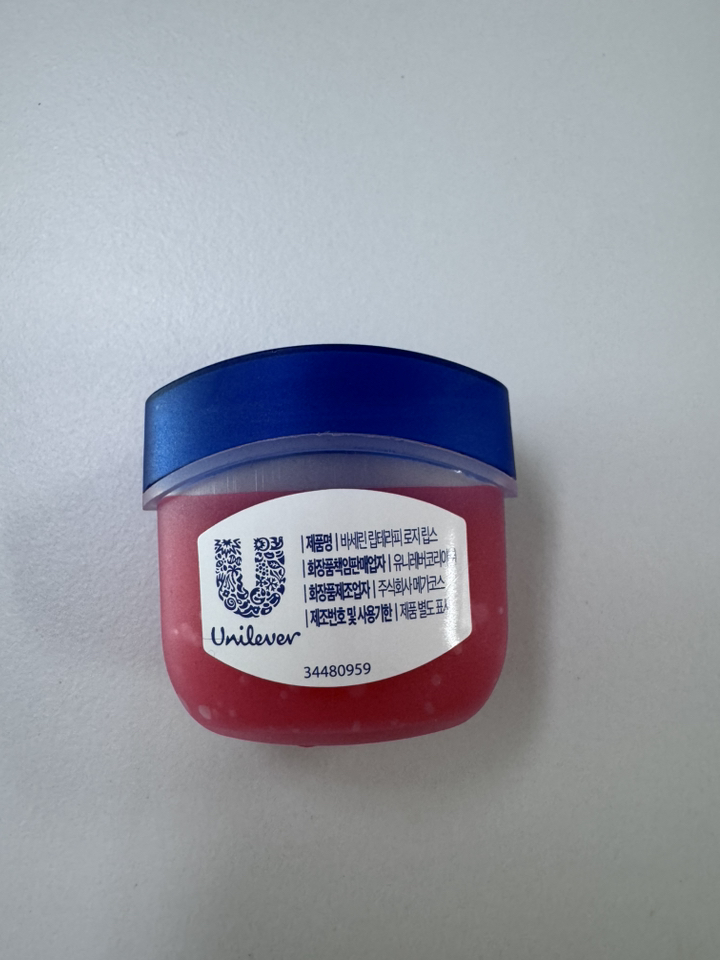 Unilever
| 제품명 | 바세린 립테라피 로지 립스
| 화장품책임판매업자 | 유니레버코리아
| 화장품제조업자 | 주식회사 메가코스
| 제조번호 및 사용기한 | 제품 별도 표시
34480959